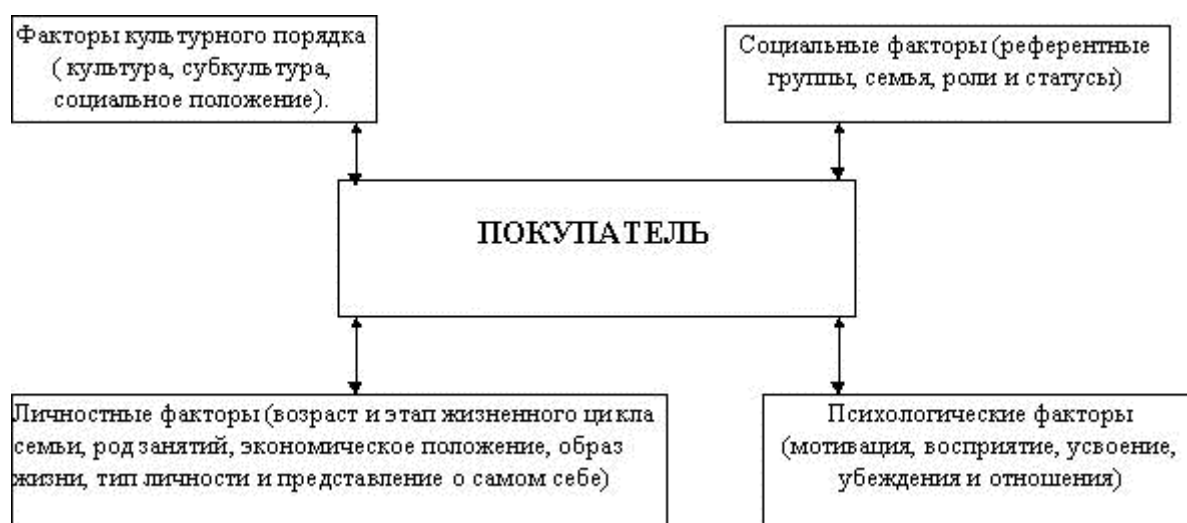 Факторы культурного порядка
( культура, субкультура,
социальное положение).
Социальные факторы (референтные
группы, семья, роли и статусы)
ПОКУПАТЕЛЬ
Личностные факторы (возраст и этап жизненного цикла
семьи, род занятий, экономическое положение, образ
жизни, тип личности и представление о самом себе)
Психологические факторы
(мотивация, восприятие, усвоение,
убеждения и отношения)